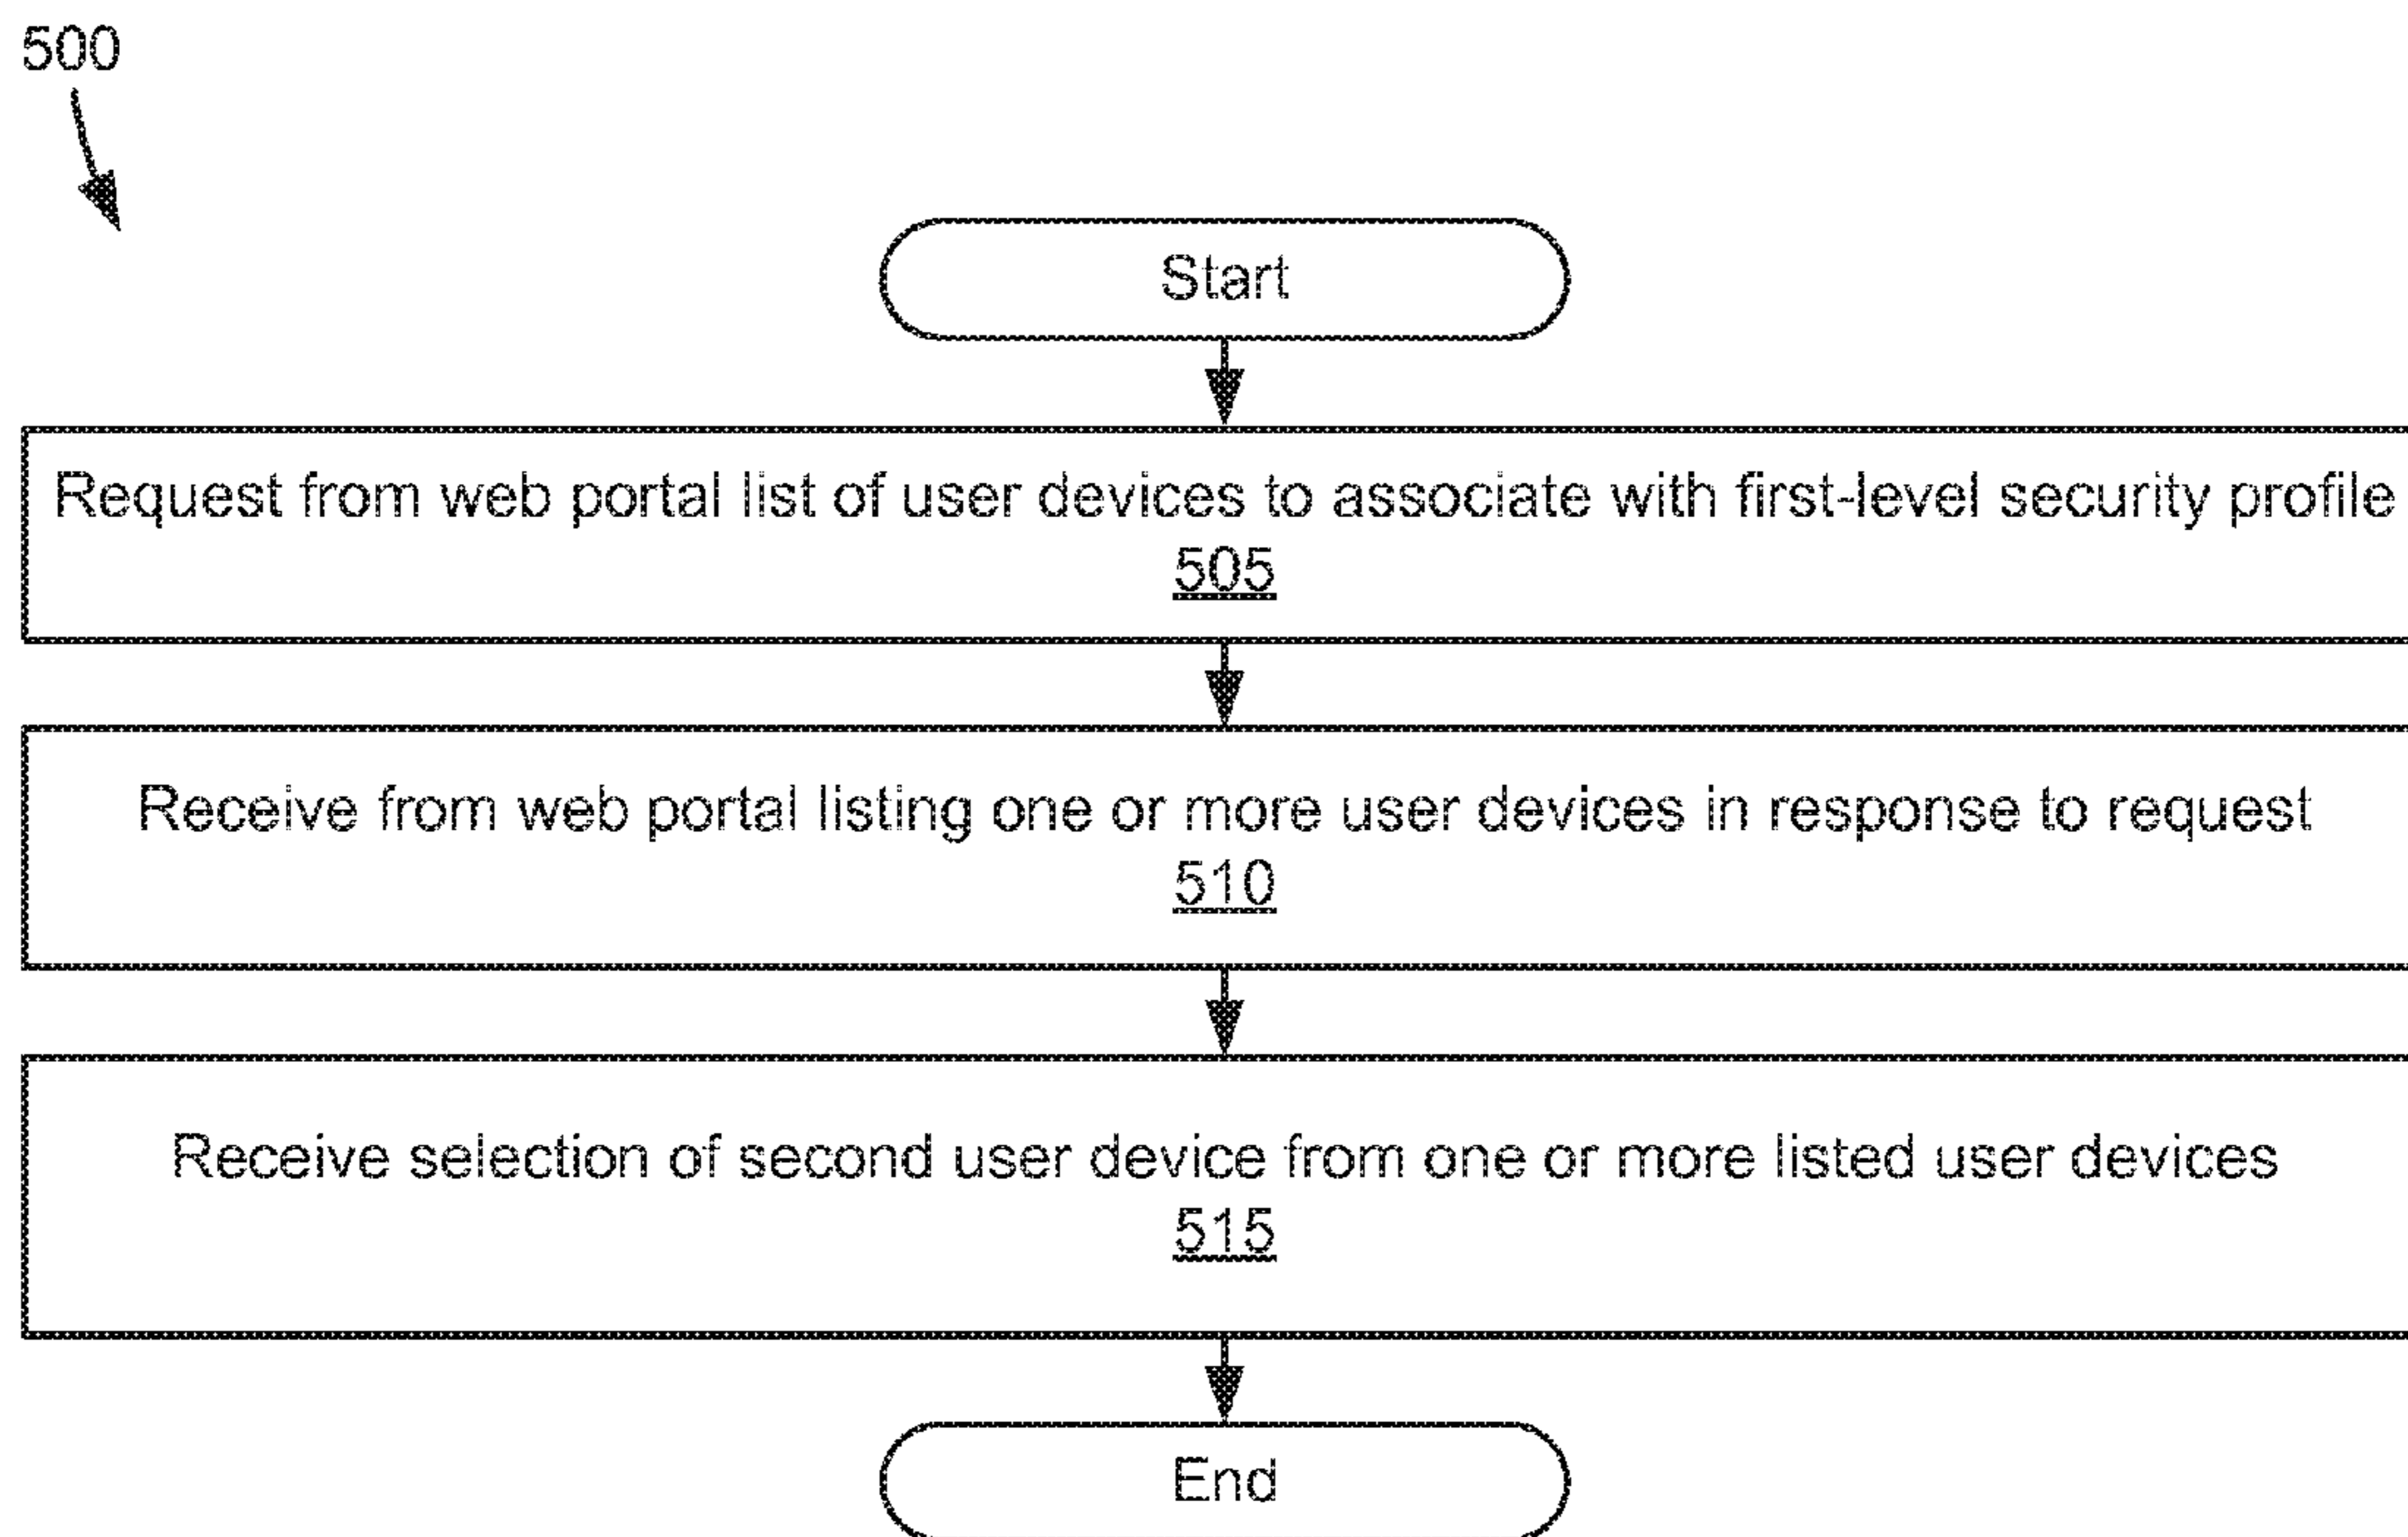 500
Start
Request from web portal list of user devices to associate with first-level security profile
505
Receive from web portal listing one or more user devices in response to request
510
Receive selection of second user device from one or more listed user devices
515
End